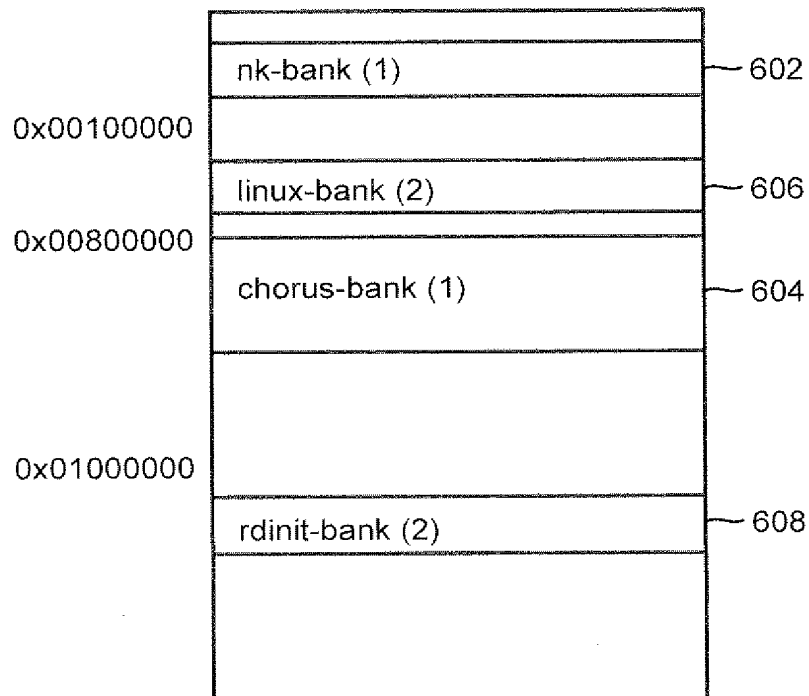 nk-bank (1)
602
0x00100000
linux-bank (2)
606
0x00800000
chorus-bank (1)
604
0x01000000
rdinit-bank (2)
608